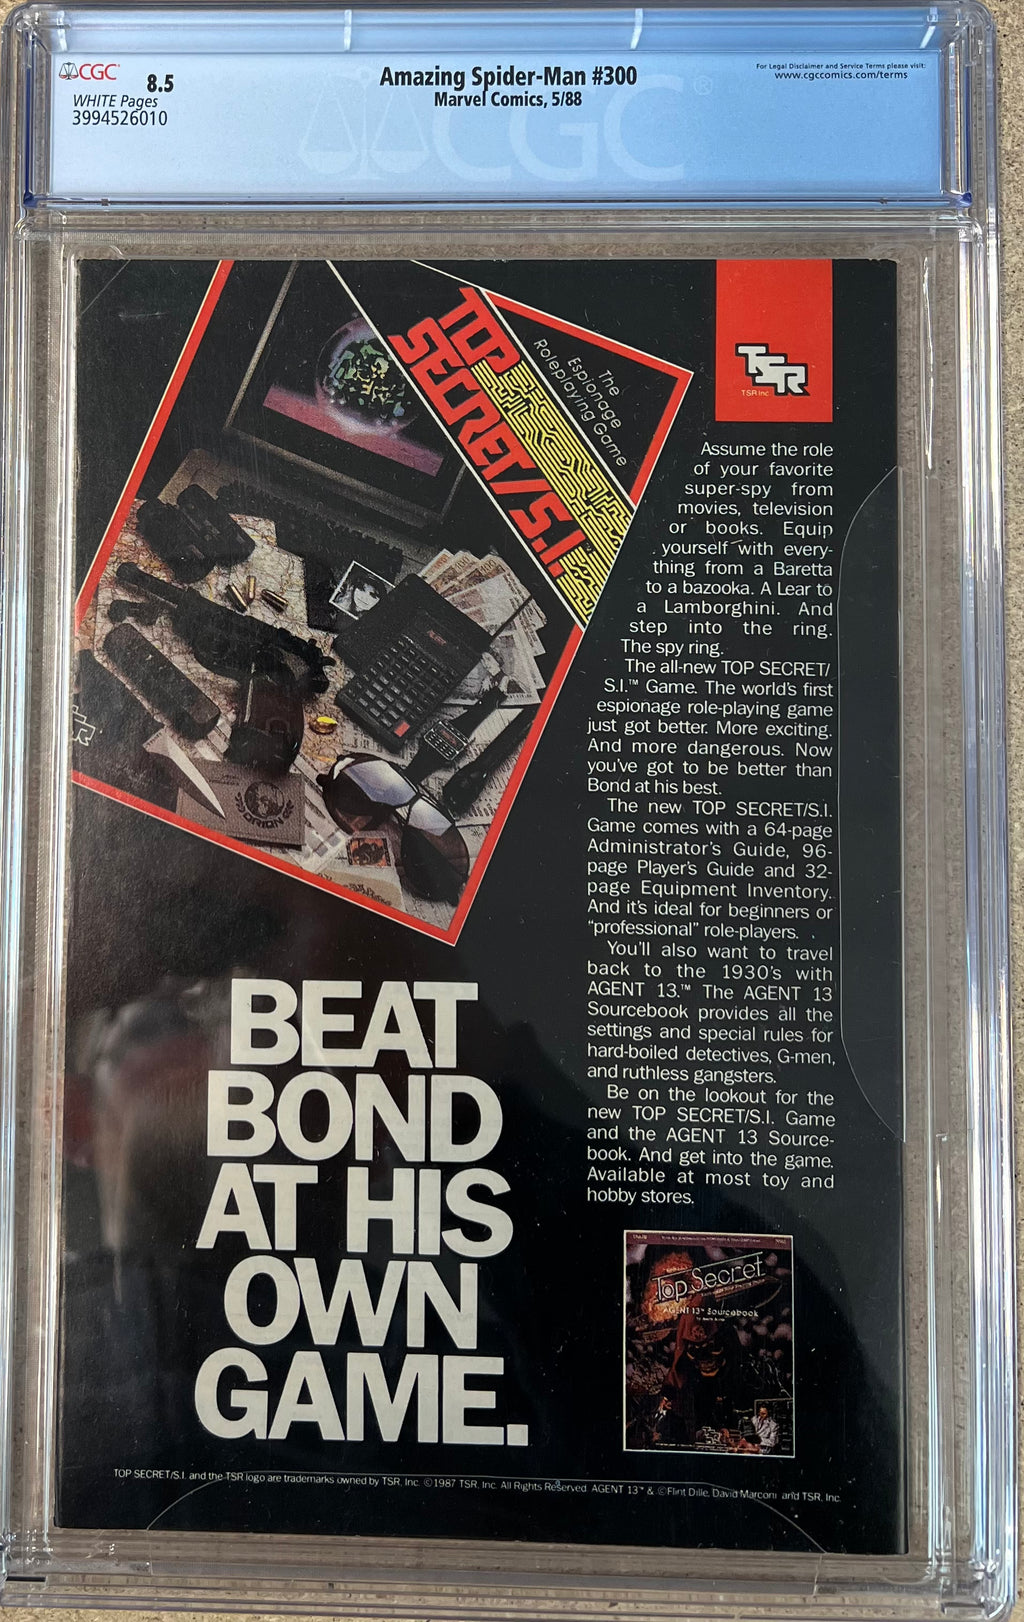 CGC
8.5
WHITE Pages
3994526010
Amazing Spider-Man #300
Marvel Comics, 5/88
For Legal Disclaimer and Service Terms please visit:
www.cgccomics.com/terms
CGC
TOP
SECRET/S.I.™
The
Espionage
Roleplaying Game
TSR
TSR Inc.
ORION
Assume the role
of your favorite
super-spy from
movies, television
or books. Equip
yourself with every-
thing from a Baretta
to a bazooka. A Lear to
a Lamborghini. And
step into the ring.
The spy ring.
The all-new TOP SECRET/
S.I.™ Game. The world's first
espionage role-playing game
just got better. More exciting.
And more dangerous. Now
you've got to be better than
Bond at his best.
The new TOP SECRET/S.I.
Game comes with a 64-page
Administrator's Guide, 96-
page Player's Guide and 32-
page Equipment Inventory.
And it's ideal for beginners or
"professional" role-players.
You'll also want to travel
back to the 1930's with
AGENT 13.™ The AGENT 13
Sourcebook provides all the
settings and special rules for
hard-boiled detectives, G-men,
and ruthless gangsters.
Be on the lookout for the
new TOP SECRET/S.I. Game
and the AGENT 13 Source-
book. And get into the game.
Available at most toy and
hobby stores.
BEAT
BOND
AT HIS
OWN
GAME.
Top Secret
AGENT 13™ Sourcebook
TSR
TOP SECRET/S.I. and the TSR logo are trademarks owned by TSR, Inc. ©1987 TSR, Inc. All Rights Reserved. AGENT 13™ & ©Flint Dille, David Marconi and TSR, Inc.